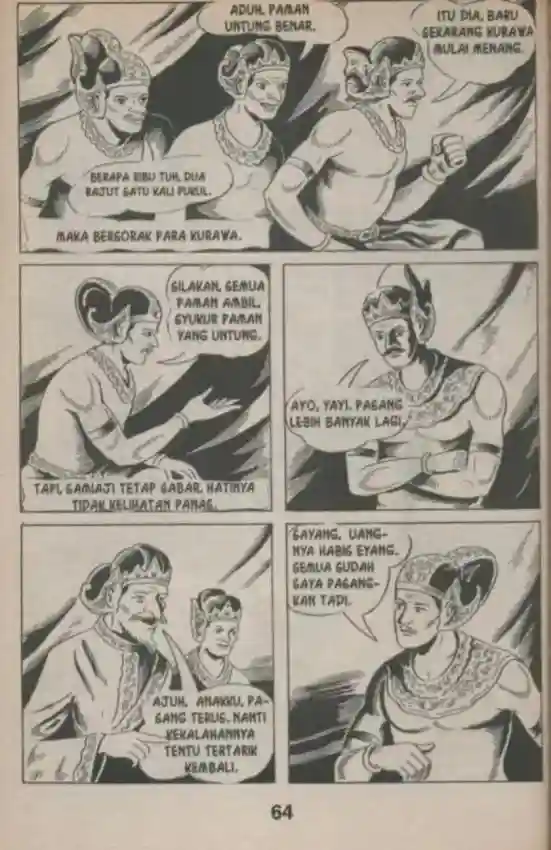 ADUH, PAMAN
UNTUNG BENAR.
ITU DIA, BARU
SEKARANG KURAWA
MULAI MENANG.
BERAPA RIBU TUH, DUA
RAJUT SATU KALI PUKUL.
MAKA BERSORAK PARA KURAWA.
SILAKAN, SEMUA
PAMAN AMBIL,
SYUKUR PAMAN
YANG UNTUNG.
TAPI, SAMIAJI TETAP SABAR, HATINYA
TIDAK KELIHATAN PANAS.
AYO, YAYI. PASANG
LEBIH BANYAK LAGI.
AJUH, ANAKKU, PA-
SANG TERUS. NANTI
KEKALAHANNYA
TENTU TERTARIK
KEMBALI.
SAYANG, UANG-
NYA HABIS EYANG.
SEMUA SUDAH
SAYA PASANG-
KAN TADI.
64